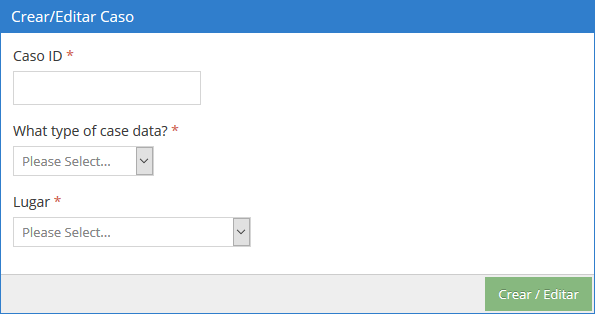 Crear/Editar Caso
Caso ID *
What type of case data? *
Please Select...
Lugar *
Please Select...
Crear / Editar